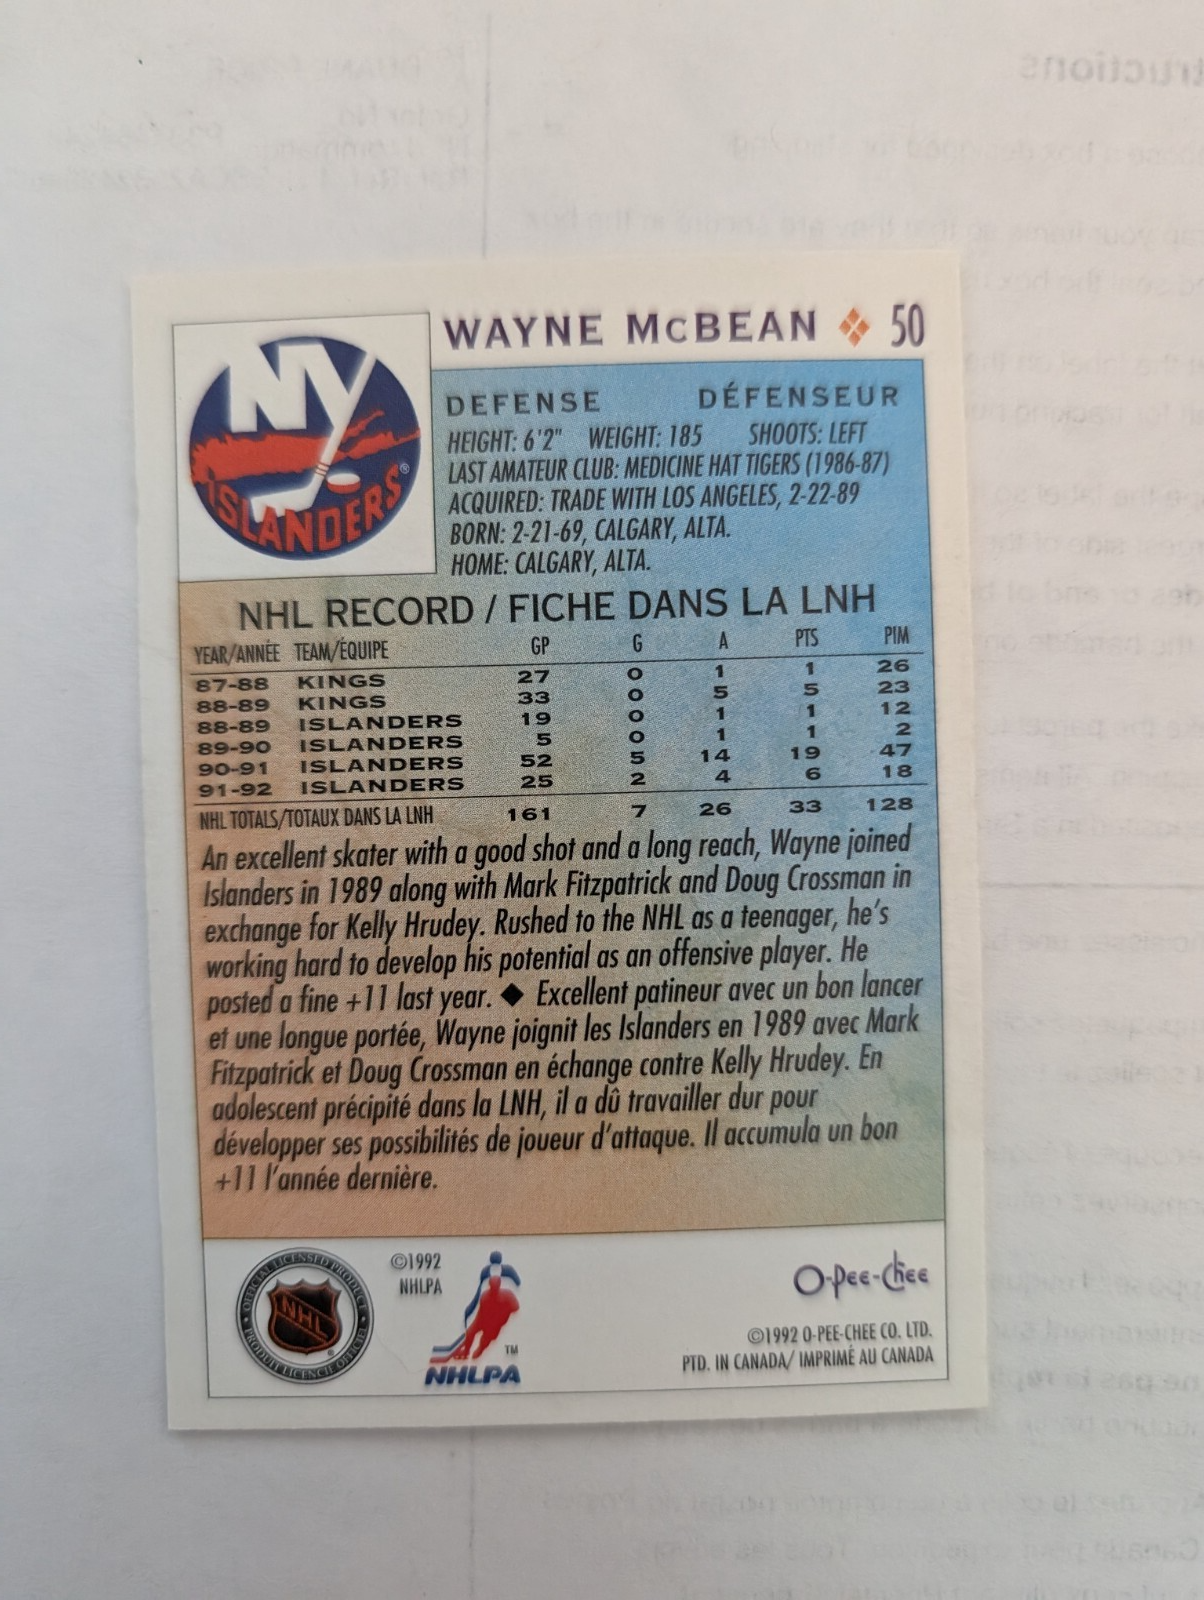 WAYNE McBEAN 50
NY
ISLANDERS®
DEFENSE DÉFENSEUR
HEIGHT: 6'2" WEIGHT: 185 SHOOTS: LEFT
LAST AMATEUR CLUB: MEDICINE HAT TIGERS (1986-87)
ACQUIRED: TRADE WITH LOS ANGELES, 2-22-89
BORN: 2-21-69, CALGARY, ALTA.
HOME: CALGARY, ALTA.
NHL RECORD / FICHE DANS LA LNH
YEAR/ANNÉE TEAM/ÉQUIPE GP G A PTS PIM
87-88 KINGS 27 0 1 1 26
88-89 KINGS 33 0 5 5 23
88-89 ISLANDERS 19 0 1 1 12
89-90 ISLANDERS 5 0 1 1 2
90-91 ISLANDERS 52 5 14 19 47
91-92 ISLANDERS 25 2 4 6 18
NHL TOTALS/TOTAUX DANS LA LNH 161 7 26 33 128
An excellent skater with a good shot and a long reach, Wayne joined
Islanders in 1989 along with Mark Fitzpatrick and Doug Crossman in
exchange for Kelly Hrudey. Rushed to the NHL as a teenager, he's
working hard to develop his potential as an offensive player. He
posted a fine +11 last year. ◆ Excellent patineur avec un bon lancer
et une longue portée, Wayne joignit les Islanders en 1989 avec Mark
Fitzpatrick et Doug Crossman en échange contre Kelly Hrudey. En
adolescent précipité dans la LNH, il a dû travailler dur pour
développer ses possibilités de joueur d'attaque. Il accumula un bon
+11 l'année dernière.
OFFICIAL LICENSED PRODUCT
NHL
PRODUIT LICENCIE OFFICIEL
©1992
NHLPA
NHLPA™
O-Pee-Chee
©1992 O-PEE-CHEE CO. LTD.
PTD. IN CANADA/ IMPRIMÉ AU CANADA